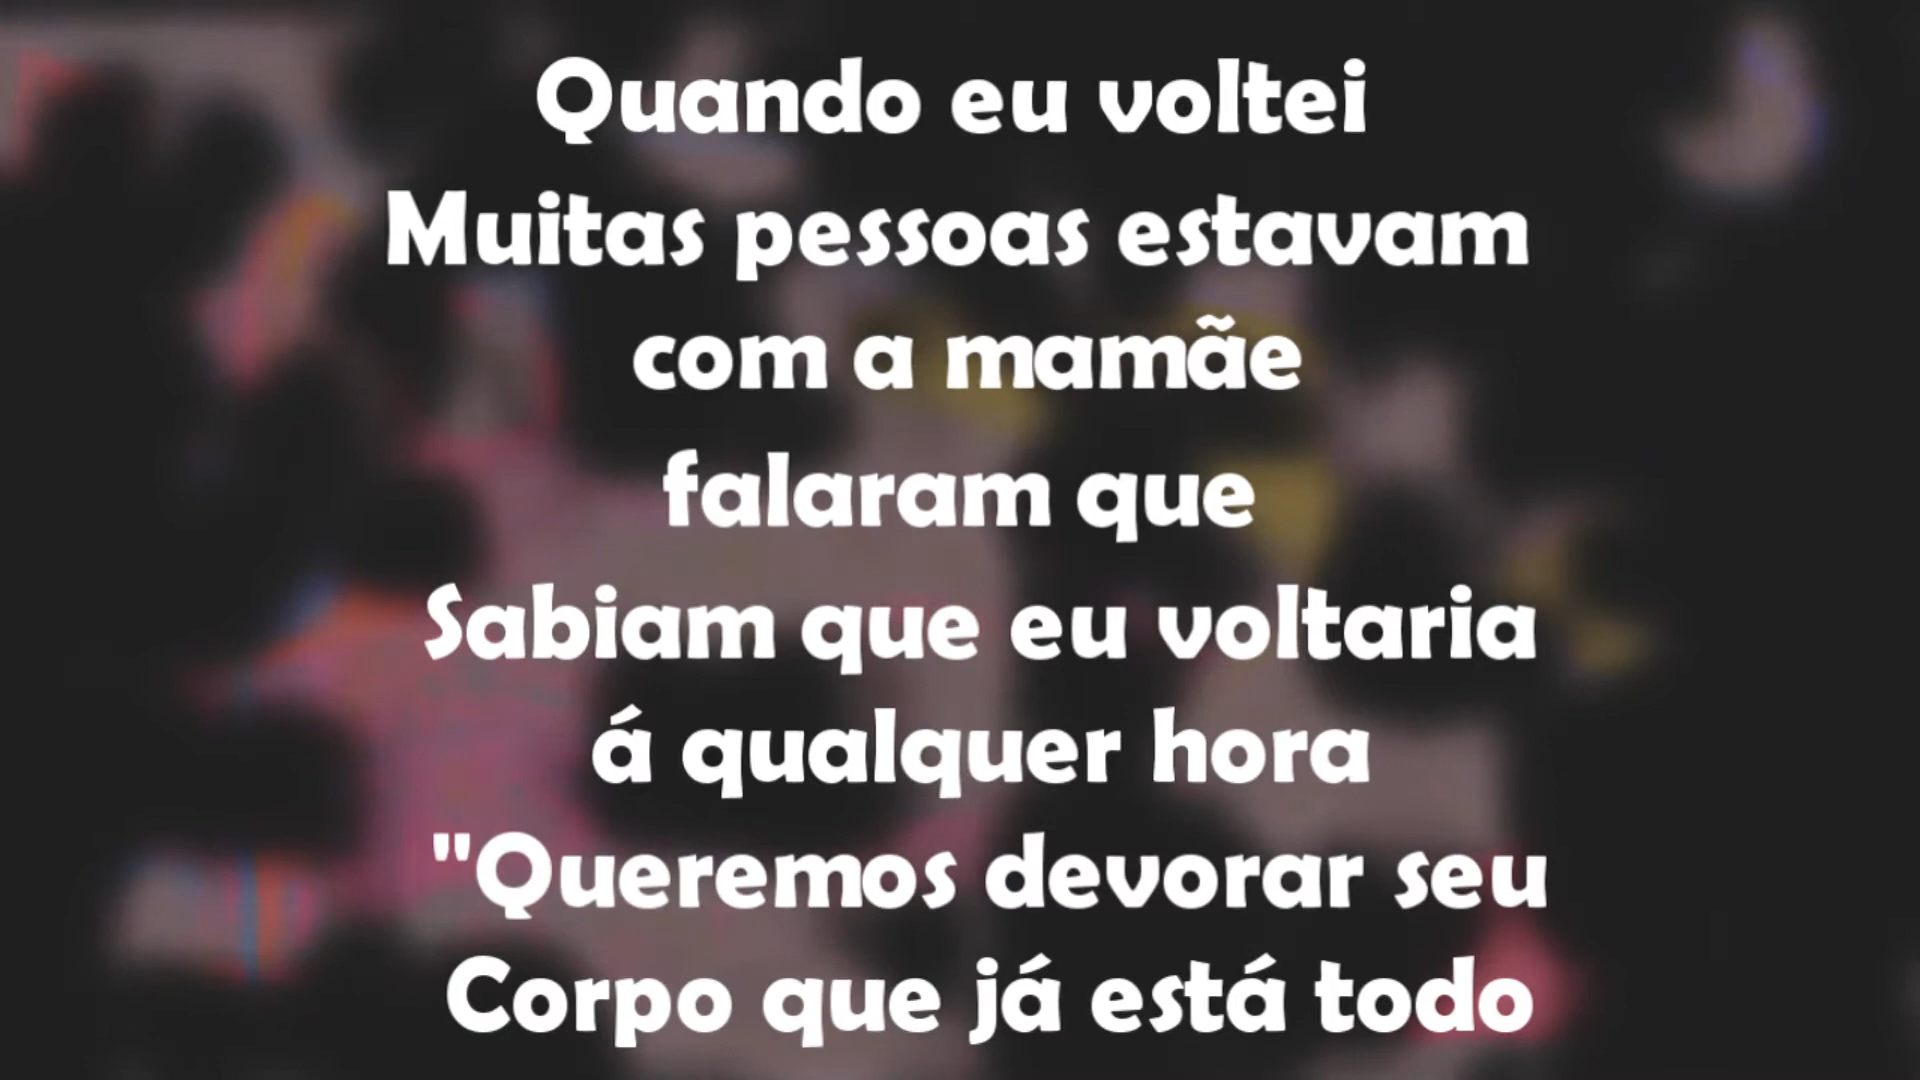 Quando eu voltei
Muitas pessoas estavam
com a mamãe
falaram que
Sabiam que eu voltaria
á qualquer hora
"Queremos devorar seu
Corpo que já está todo